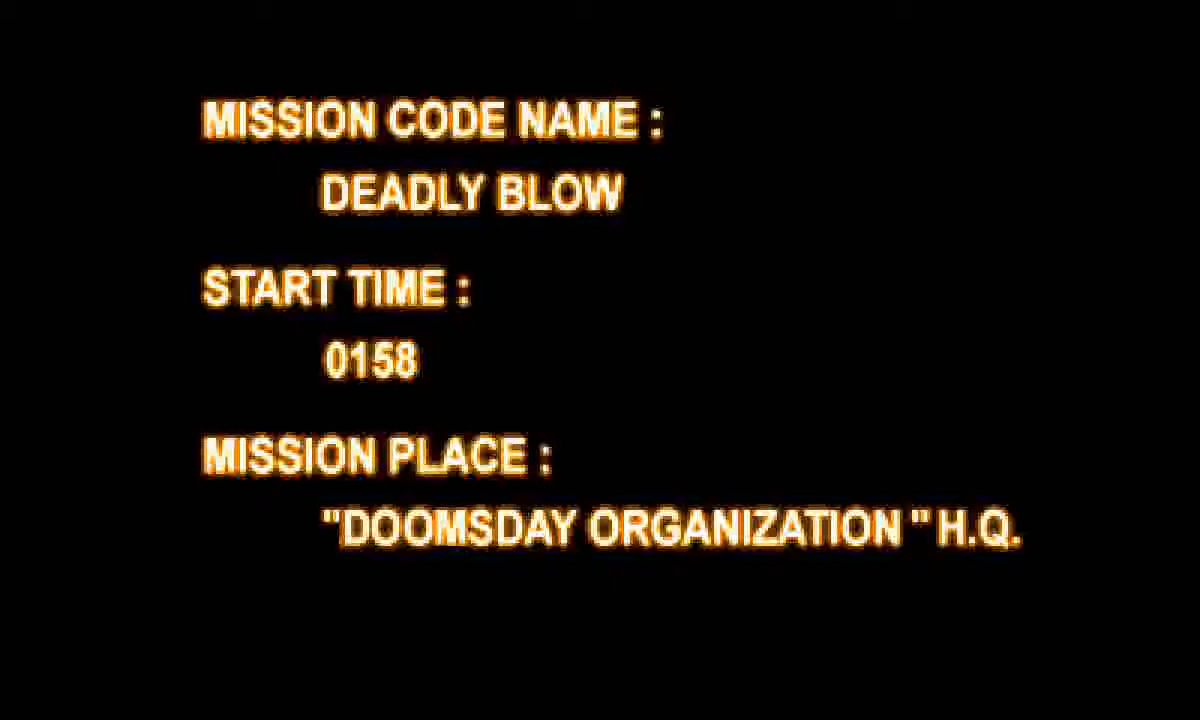 MISSION CODE NAME :
DEADLY BLOW
START TIME :
0158
MISSION PLACE :
"DOOMSDAY ORGANIZATION " H.Q.